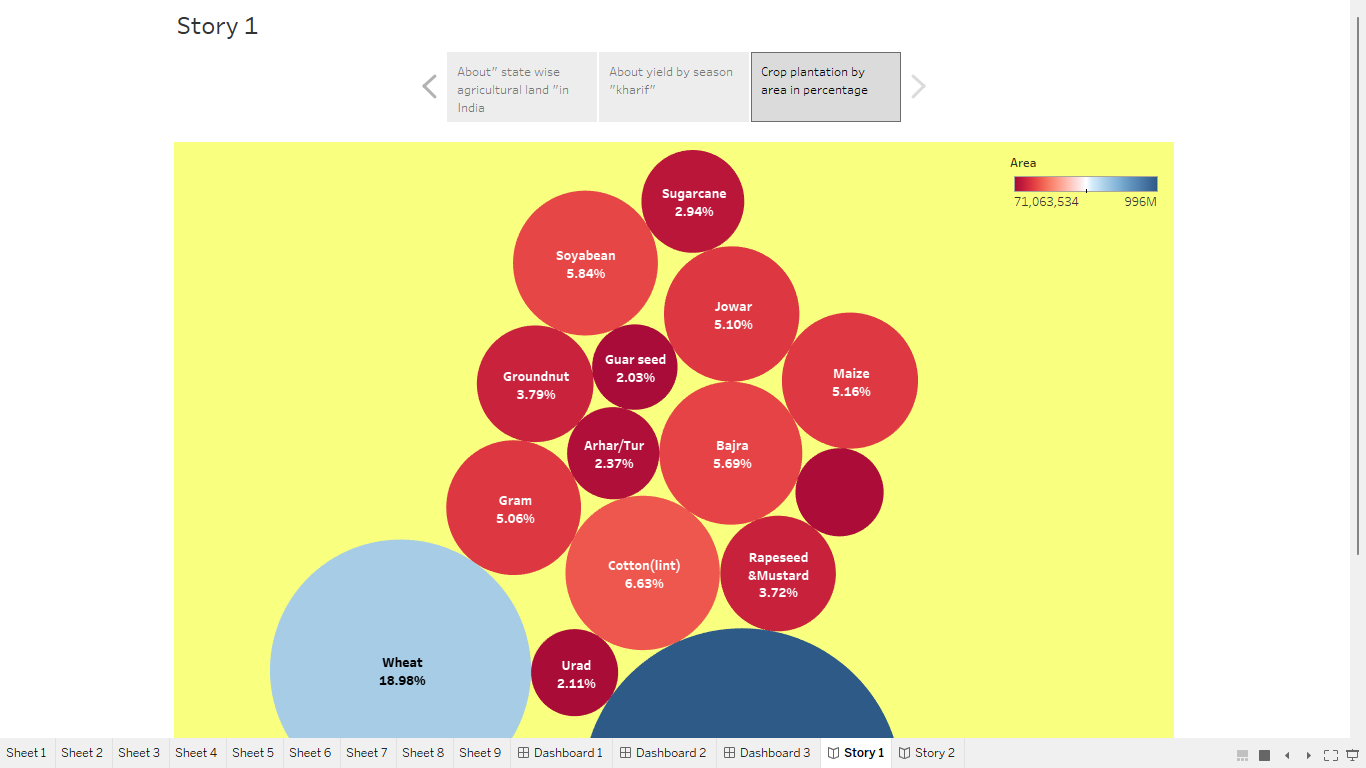 Story 1
About" state wise
agricultural land "in
India
About yield by season
"kharif"
Crop plantation by
area in percentage
Area
71,063,534 996M
Sugarcane
2.94%
Soyabean
5.84%
Jowar
5.10%
Guar seed
2.03%
Groundnut
3.79%
Maize
5.16%
Arhar/Tur
2.37%
Bajra
5.69%
Gram
5.06%
Cotton(lint)
6.63%
Rapeseed
&Mustard
3.72%
Wheat
18.98%
Urad
2.11%
Sheet 1 Sheet 2 Sheet 3 Sheet 4 Sheet 5 Sheet 6 Sheet 7 Sheet 8 Sheet 9 Dashboard 1 Dashboard 2 Dashboard 3 Story 1 Story 2